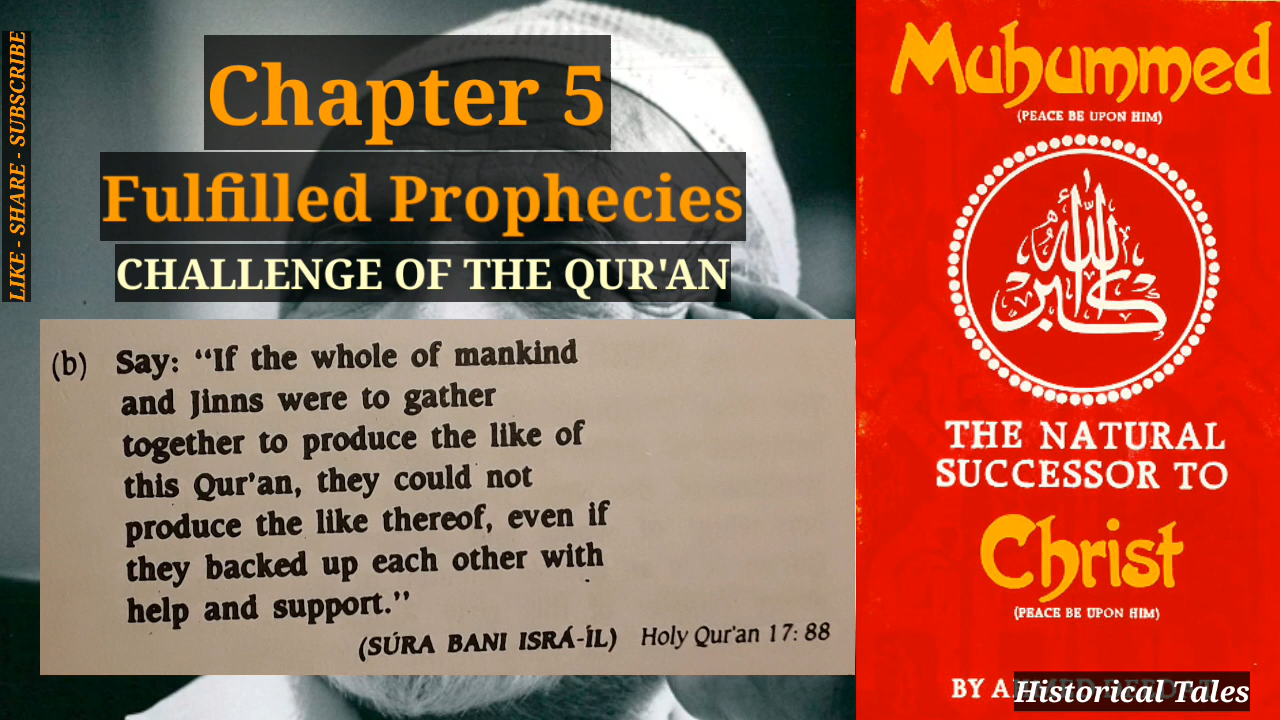 LIKE - SHARE - SUBSCRIBE
Chapter 5
Fulfilled Prophecies
CHALLENGE OF THE QUR'AN
(b) Say: “If the whole of mankind
and Jinns were to gather
together to produce the like of
this Qur’an, they could not
produce the like thereof, even if
they backed up each other with
help and support.”
(SÚRA BANI ISRÁ-ÍL) Holy Qur'an 17: 88
Muhummed
(PEACE BE UPON HIM)
الله
اكبر
THE NATURAL
SUCCESSOR TO
Christ
(PEACE BE UPON HIM)
BY
Historical Tales